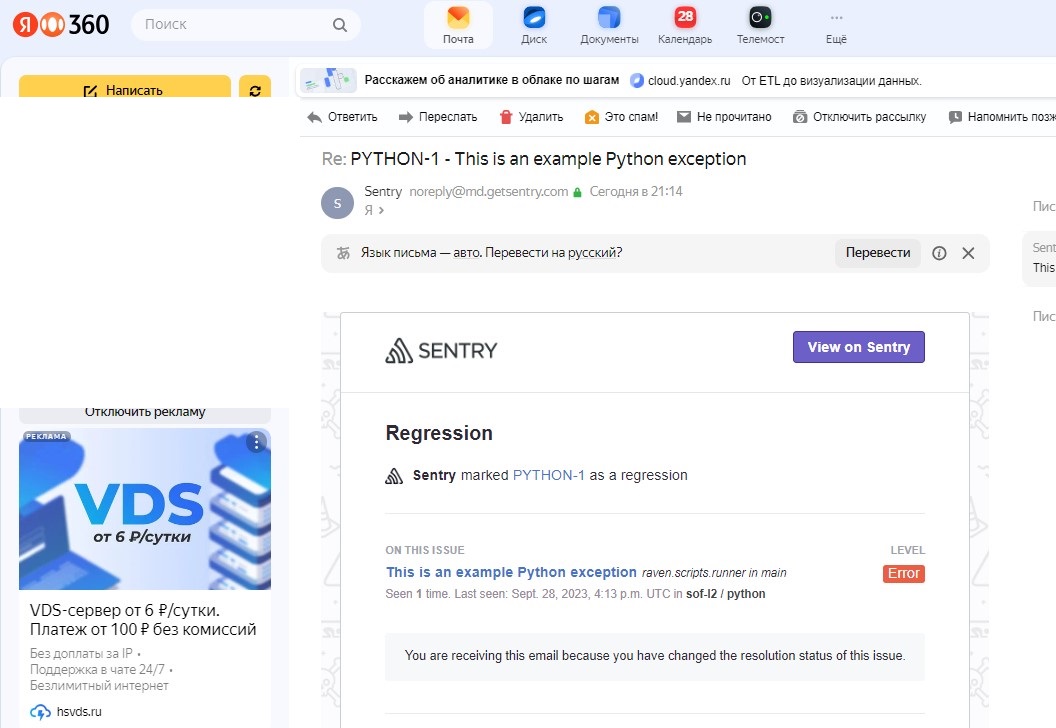 Я 360
Поиск
Почта
Диск
Документы
28
Календарь
Телемост
Ещё
Написать
Расскажем об аналитике в облаке по шагам cloud.yandex.ru От ETL до визуализации данных.
Ответить Переслать Удалить Это спам! Не прочитано Отключить рассылку Напомнить позж
Re: PYTHON-1 - This is an example Python exception
S
Sentry noreply@md.getsentry.com Сегодня в 21:14
Я >
Пис
Sent
This
Пис
Язык письма — авто. Перевести на русский?
Перевести
SENTRY
View on Sentry
Regression
Sentry marked PYTHON-1 as a regression
ON THIS ISSUE
LEVEL
This is an example Python exception raven.scripts.runner in main
Error
Seen 1 time. Last seen: Sept. 28, 2023, 4:13 p.m. UTC in sof-l2 / python
You are receiving this email because you have changed the resolution status of this issue.
Отключить рекламу
РЕКЛАМА
VDS
от 6 ₽/сутки
VDS-сервер от 6 ₽/сутки.
Платеж от 100 ₽ без комиссий
Без доплаты за IP •
Поддержка в чате 24/7 •
Безлимитный интернет
hsvds.ru